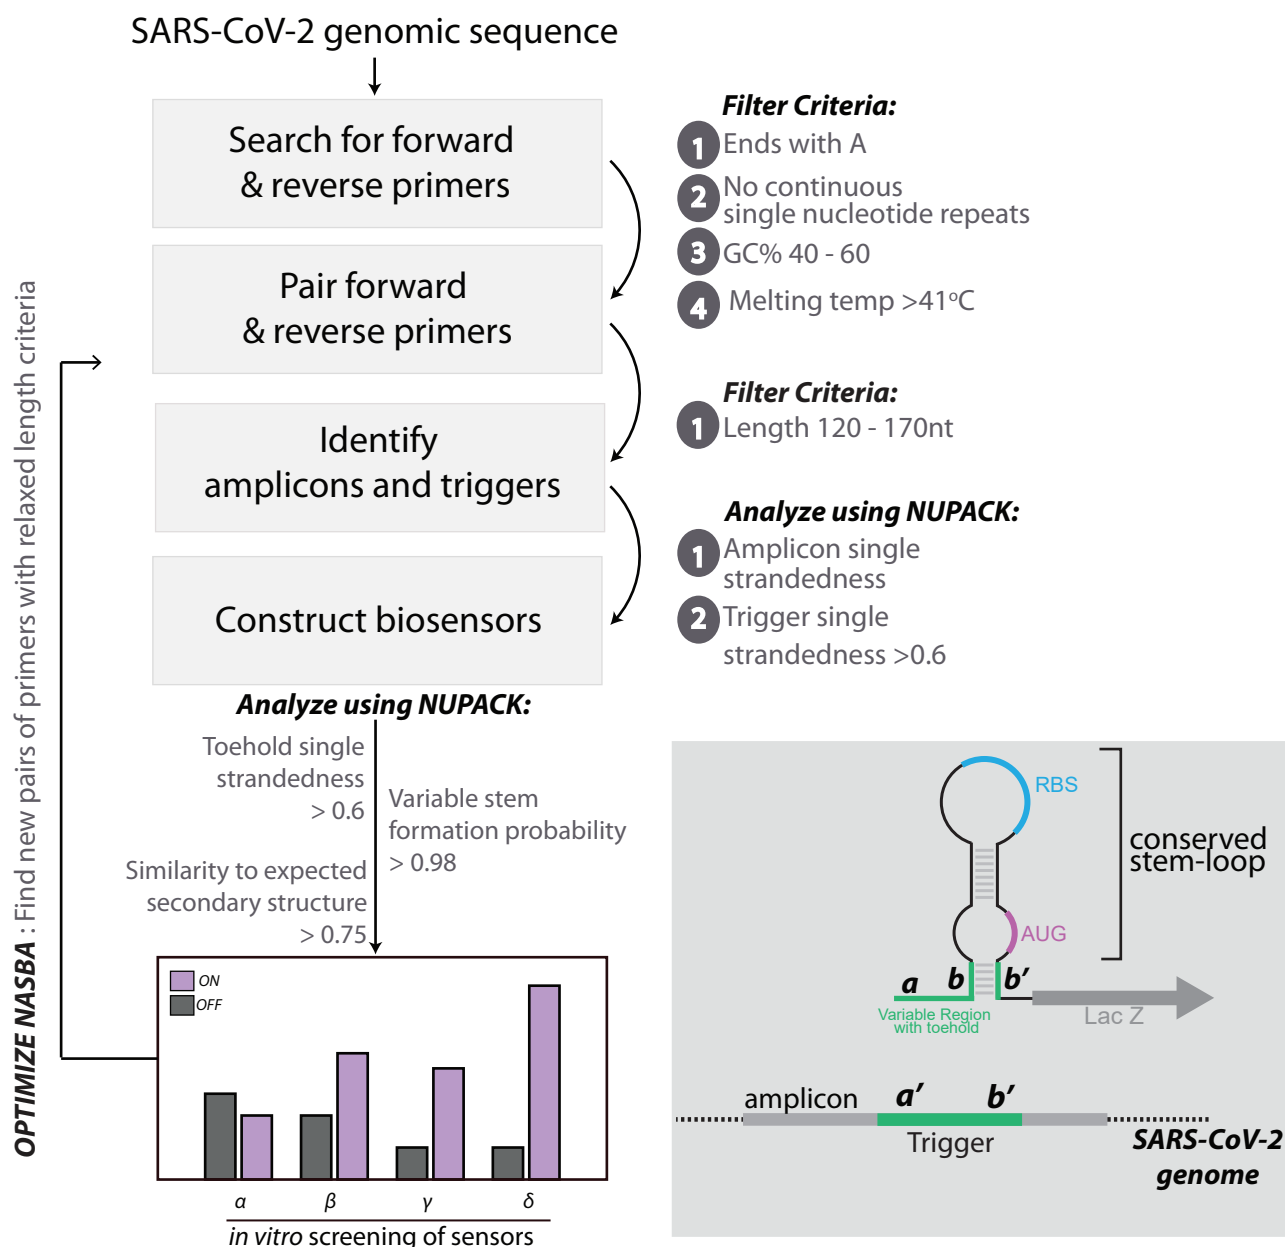 SARS-CoV-2 genomic sequence
Search for forward
& reverse primers
Pair forward
& reverse primers
Identify
amplicons and triggers
Construct biosensors
Filter Criteria:
1 Ends with A
2 No continuous
single nucleotide repeats
3 GC% 40 - 60
4 Melting temp >41°C
Filter Criteria:
1 Length 120 - 170nt
Analyze using NUPACK:
1 Amplicon single
strandedness
2 Trigger single
strandedness >0.6
Analyze using NUPACK:
Toehold single
strandedness
> 0.6
Variable stem
formation probability
> 0.98
Similarity to expected
secondary structure
> 0.75
OPTIMIZE NASBA : Find new pairs of primers with relaxed length criteria
ON
OFF
α β γ δ
in vitro screening of sensors
RBS
conserved
stem-loop
AUG
a b b′
Variable Region
with toehold
Lac Z
amplicon a′ b′
Trigger
SARS-CoV-2
genome